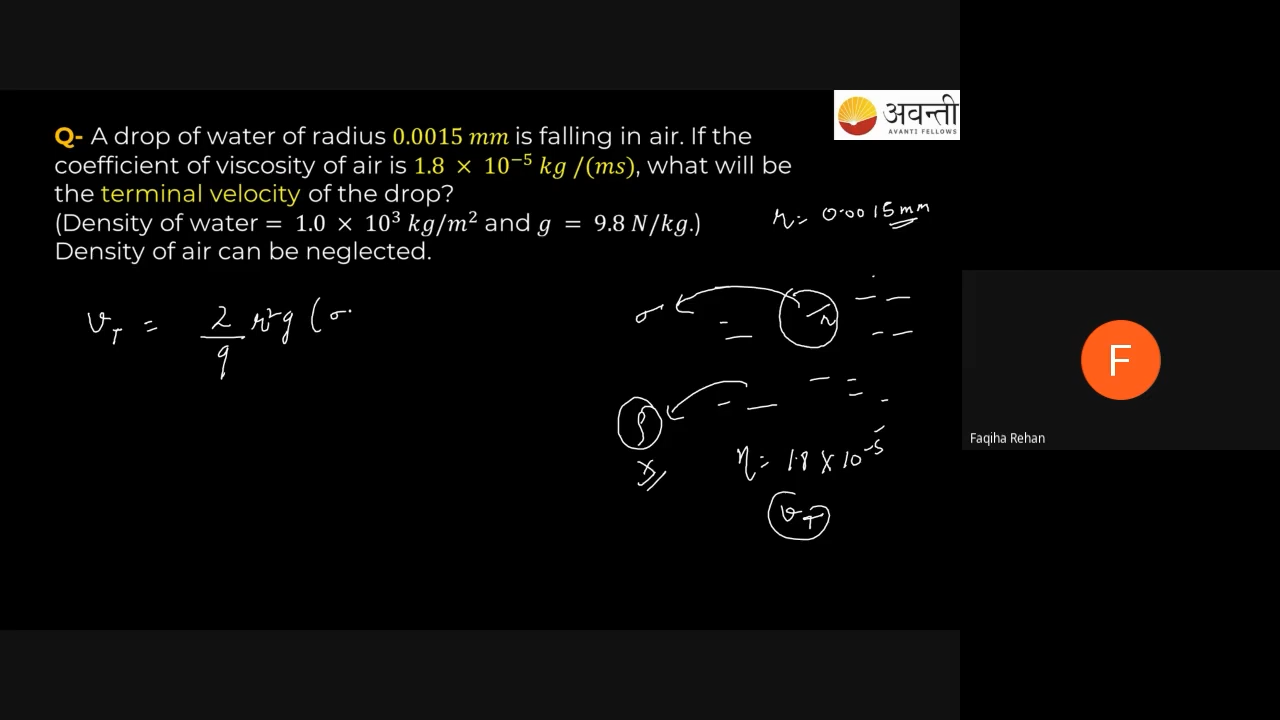 अवन्ती
AVANTI FELLOWS
Q- A drop of water of radius 0.0015 mm is falling in air. If the
coefficient of viscosity of air is 1.8 × 10⁻⁵ kg /(ms), what will be
the terminal velocity of the drop?
(Density of water = 1.0 × 10³ kg/m² and g = 9.8 N/kg.)
Density of air can be neglected.
r = 0.0015 mm
v_T = 2/9 r²g (σ
σ
r
ρ
x
η = 1.8 × 10⁻⁵
v_T
F
Faqiha Rehan